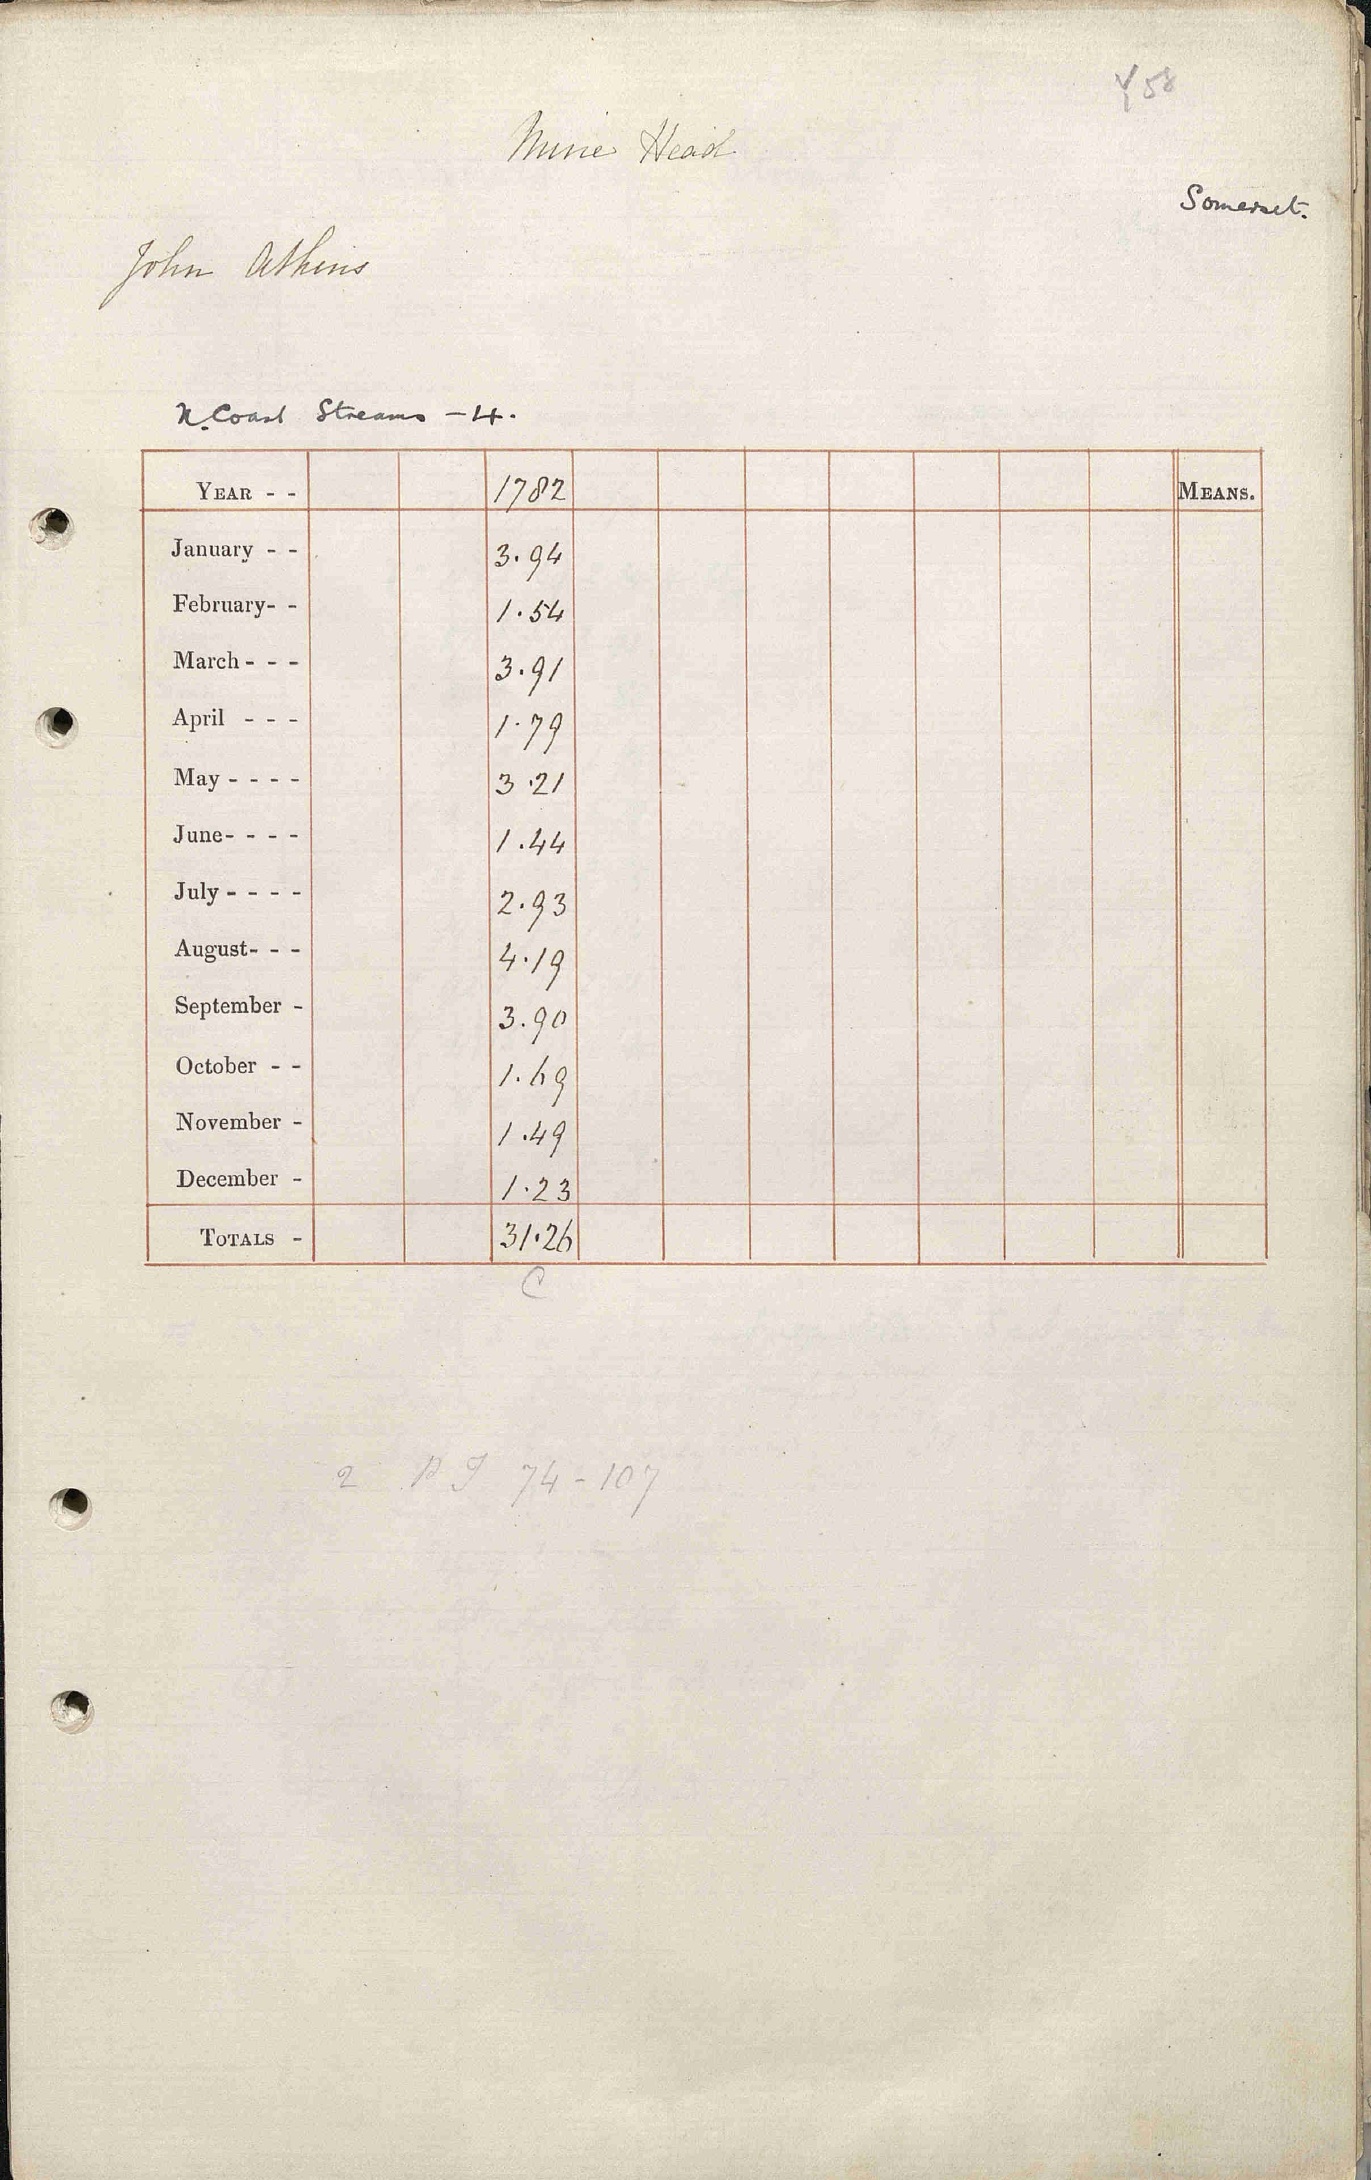 Y 58
Mine Head
Somerset.
John Atkins
N. Coast Streams - 4.
YEAR - - 1782 MEANS.
January - - 3.94
February- - 1.54
March - - - 3.91
April - - - 1.79
May - - - - 3.21
June- - - - 1.44
July - - - - 2.93
August- - - 4.19
September - 3.90
October - - 1.69
November - 1.49
December - 1.23
TOTALS - 31.26
C
2 74-107